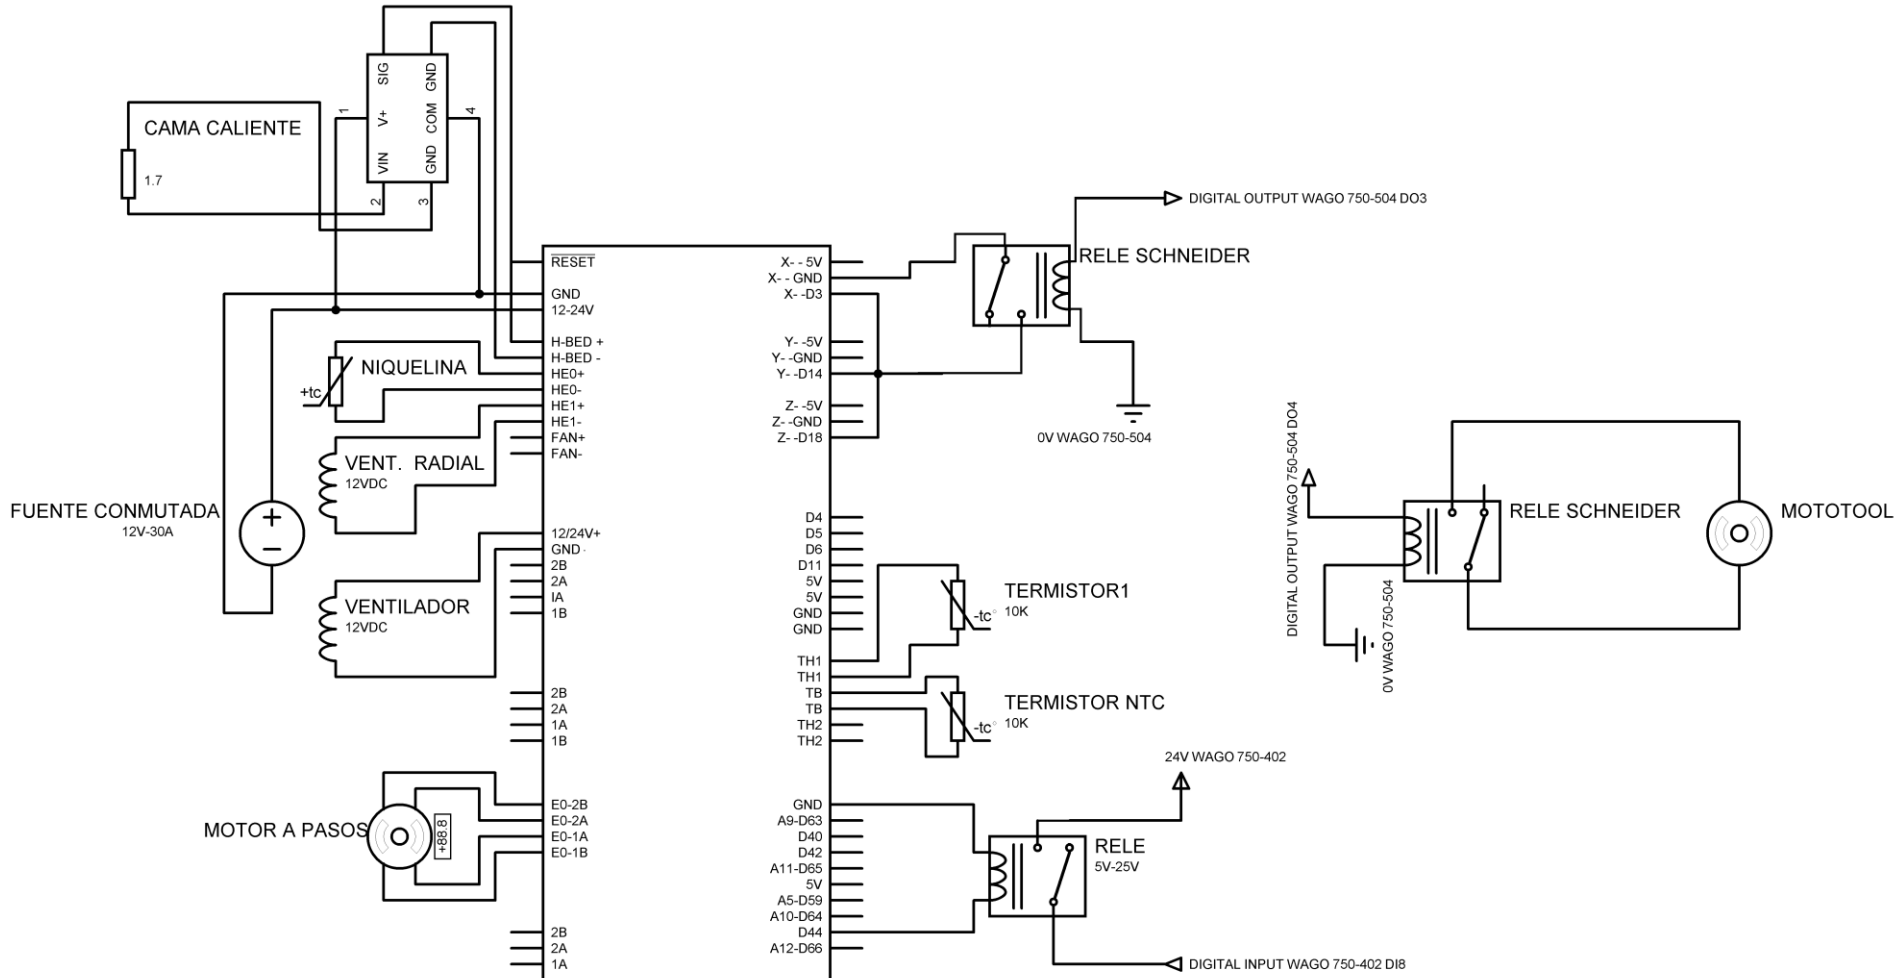 SIG
GND
V+
COM
VIN
GND
1
4
2
3
CAMA CALIENTE
1.7
RESET
GND
12-24V
H-BED +
H-BED -
HE0+
HE0-
HE1+
HE1-
FAN+
FAN-
12/24V+
GND
2B
2A
IA
1B
2B
2A
1A
1B
E0-2B
E0-2A
E0-1A
E0-1B
2B
2A
1A
NIQUELINA
+tc
VENT. RADIAL
12VDC
FUENTE CONMUTADA
12V-30A
VENTILADOR
12VDC
MOTOR A PASOS
+88.8
X- - 5V
X- - GND
X- -D3
Y- -5V
Y- -GND
Y- -D14
Z- -5V
Z- -GND
Z- -D18
D4
D5
D6
D11
5V
5V
GND
GND
TH1
TH1
TB
TB
TH2
TH2
GND
A9-D63
D40
D42
A11-D65
5V
A5-D59
A10-D64
D44
A12-D66
DIGITAL OUTPUT WAGO 750-504 DO3
RELE SCHNEIDER
0V WAGO 750-504
TERMISTOR1
10K
-tc°
TERMISTOR NTC
10K
-tc°
24V WAGO 750-402
RELE
5V-25V
DIGITAL INPUT WAGO 750-402 DI8
DIGITAL OUTPUT WAGO 750-504 DO4
0V WAGO 750-504
RELE SCHNEIDER
MOTOTOOL